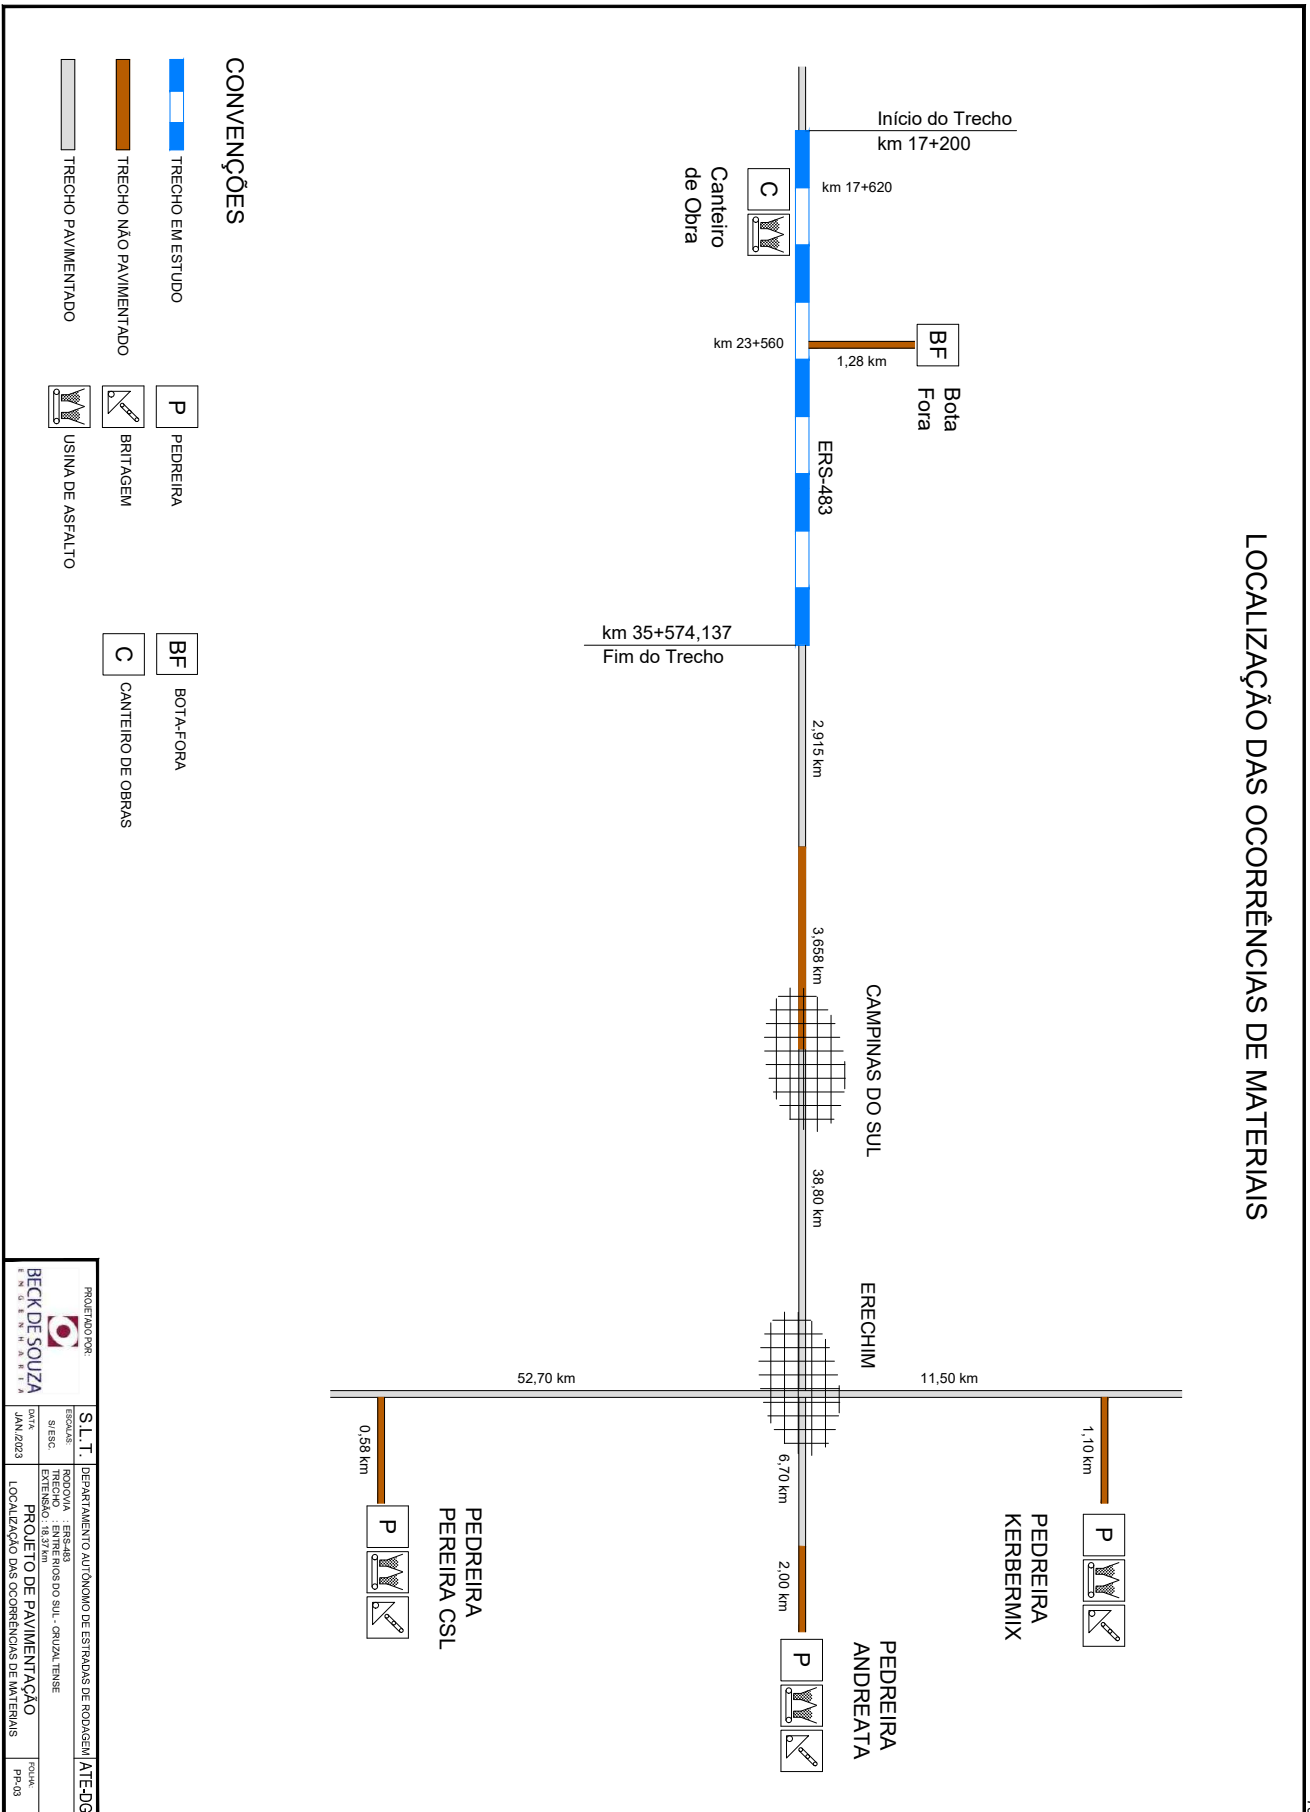 LOCALIZAÇÃO DAS OCORRÊNCIAS DE MATERIAIS
Início do Trecho
km 17+200
km 17+620
C
Canteiro
de Obra
BF
Bota
Fora
1,28 km
km 23+560
ERS-483
km 35+574,137
Fim do Trecho
2,915 km
3,658 km
CAMPINAS DO SUL
38,80 km
ERECHIM
11,50 km
52,70 km
1,10 km
P
PEDREIRA
KERBERMIX
6,70 km
2,00 km
P
PEDREIRA
ANDREATA
0,58 km
P
PEDREIRA
PEREIRA CSL
CONVENÇÕES
TRECHO EM ESTUDO
TRECHO NÃO PAVIMENTADO
TRECHO PAVIMENTADO
P
PEDREIRA
BRITAGEM
USINA DE ASFALTO
BF
BOTA-FORA
C
CANTEIRO DE OBRAS
PROJETADO POR:
BECK DE SOUZA
ENGENHARIA
S.L.T.
DEPARTAMENTO AUTÔNOMO DE ESTRADAS DE RODAGEM
ATE-DG
ESCALAS:
S/ ESC.
RODOVIA : ERS-483
TRECHO : ENTRE RIOS DO SUL - CRUZALTENSE
EXTENSÃO : 18,37 km
DATA:
JAN./2023
PROJETO DE PAVIMENTAÇÃO
LOCALIZAÇÃO DAS OCORRÊNCIAS DE MATERIAIS
FOLHA:
PP-03